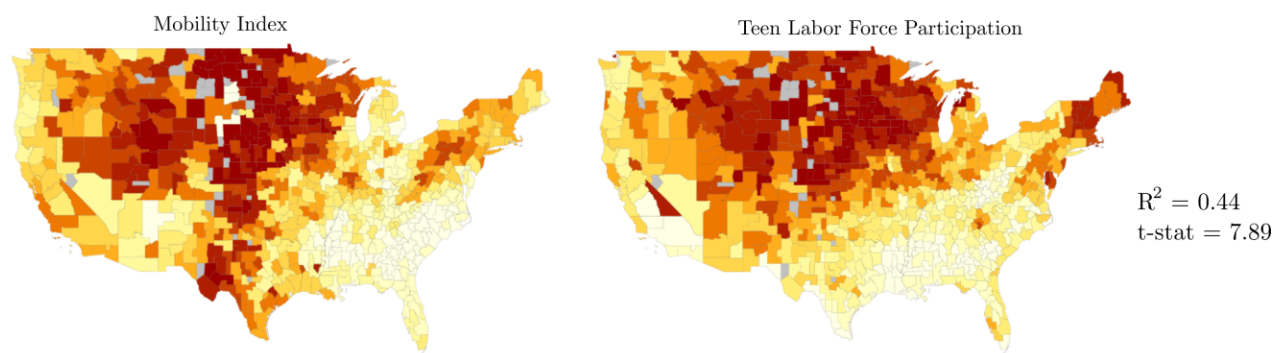 Mobility Index
Teen Labor Force Participation
R² = 0.44
t-stat = 7.89